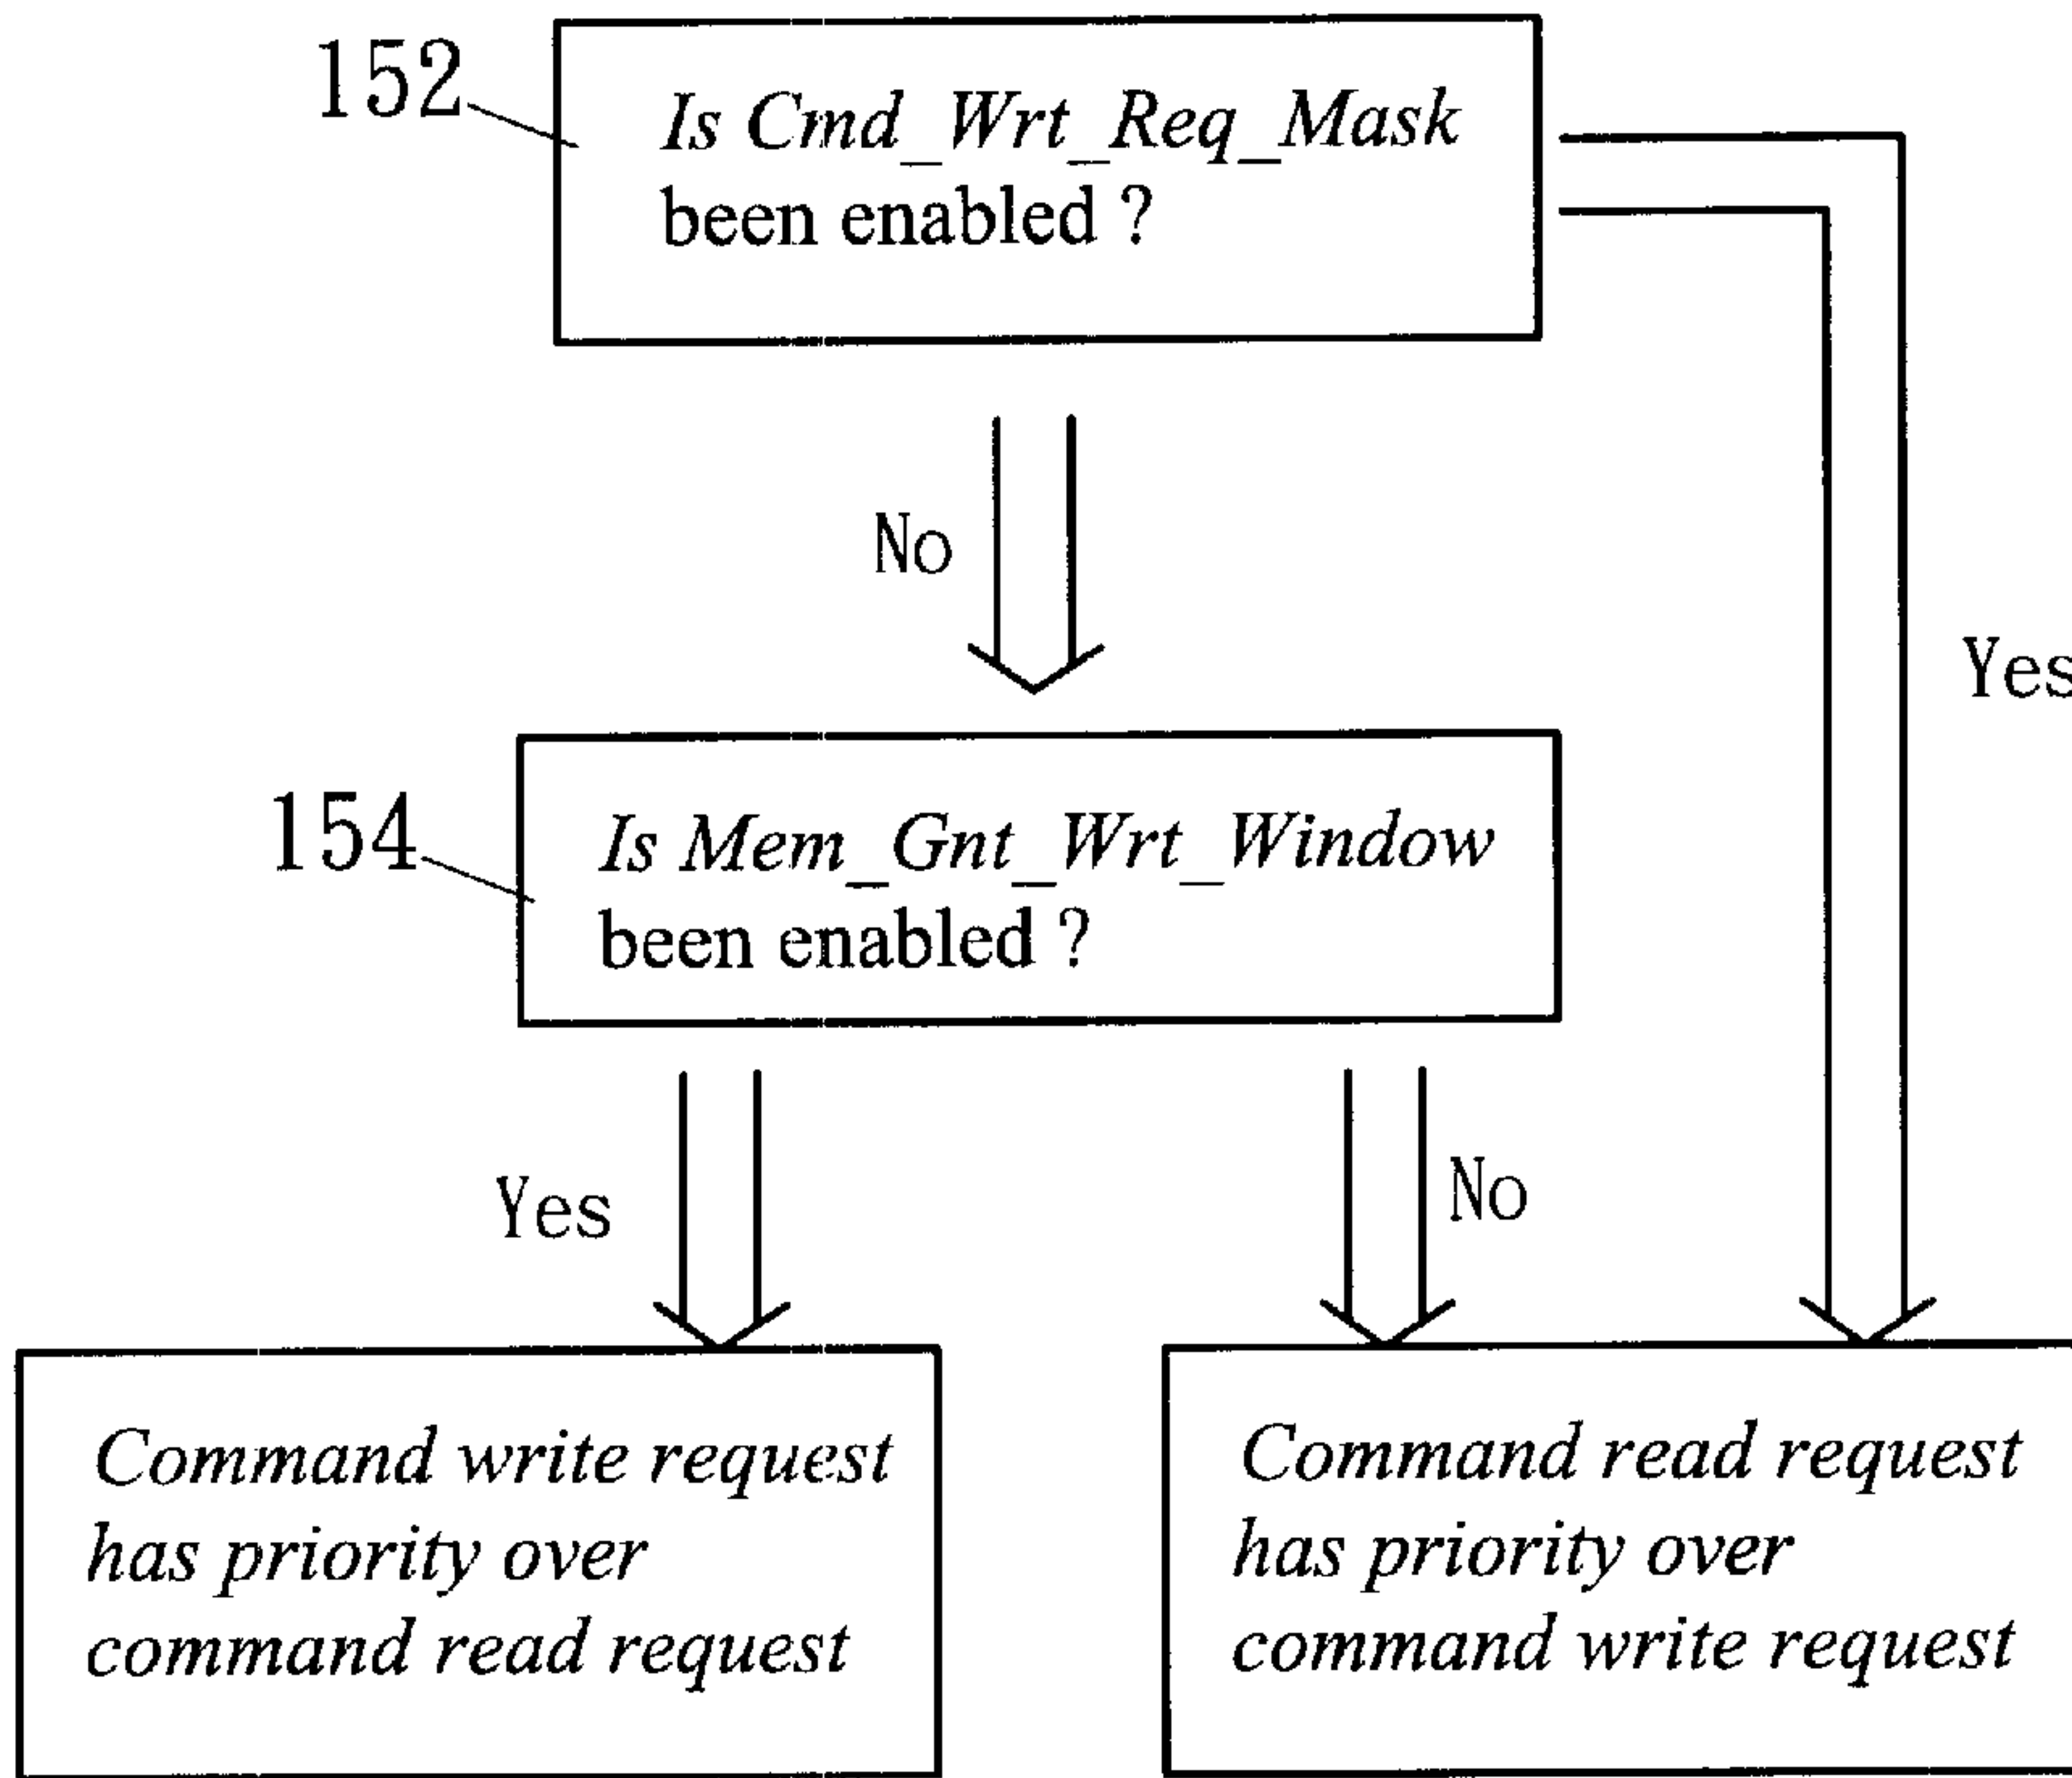 152
Is Cmd_Wrt_Req_Mask
been enabled ?
No
Yes
154
Is Mem_Gnt_Wrt_Window
been enabled ?
Yes
No
Command write request
has priority over
command read request
Command read request
has priority over
command write request